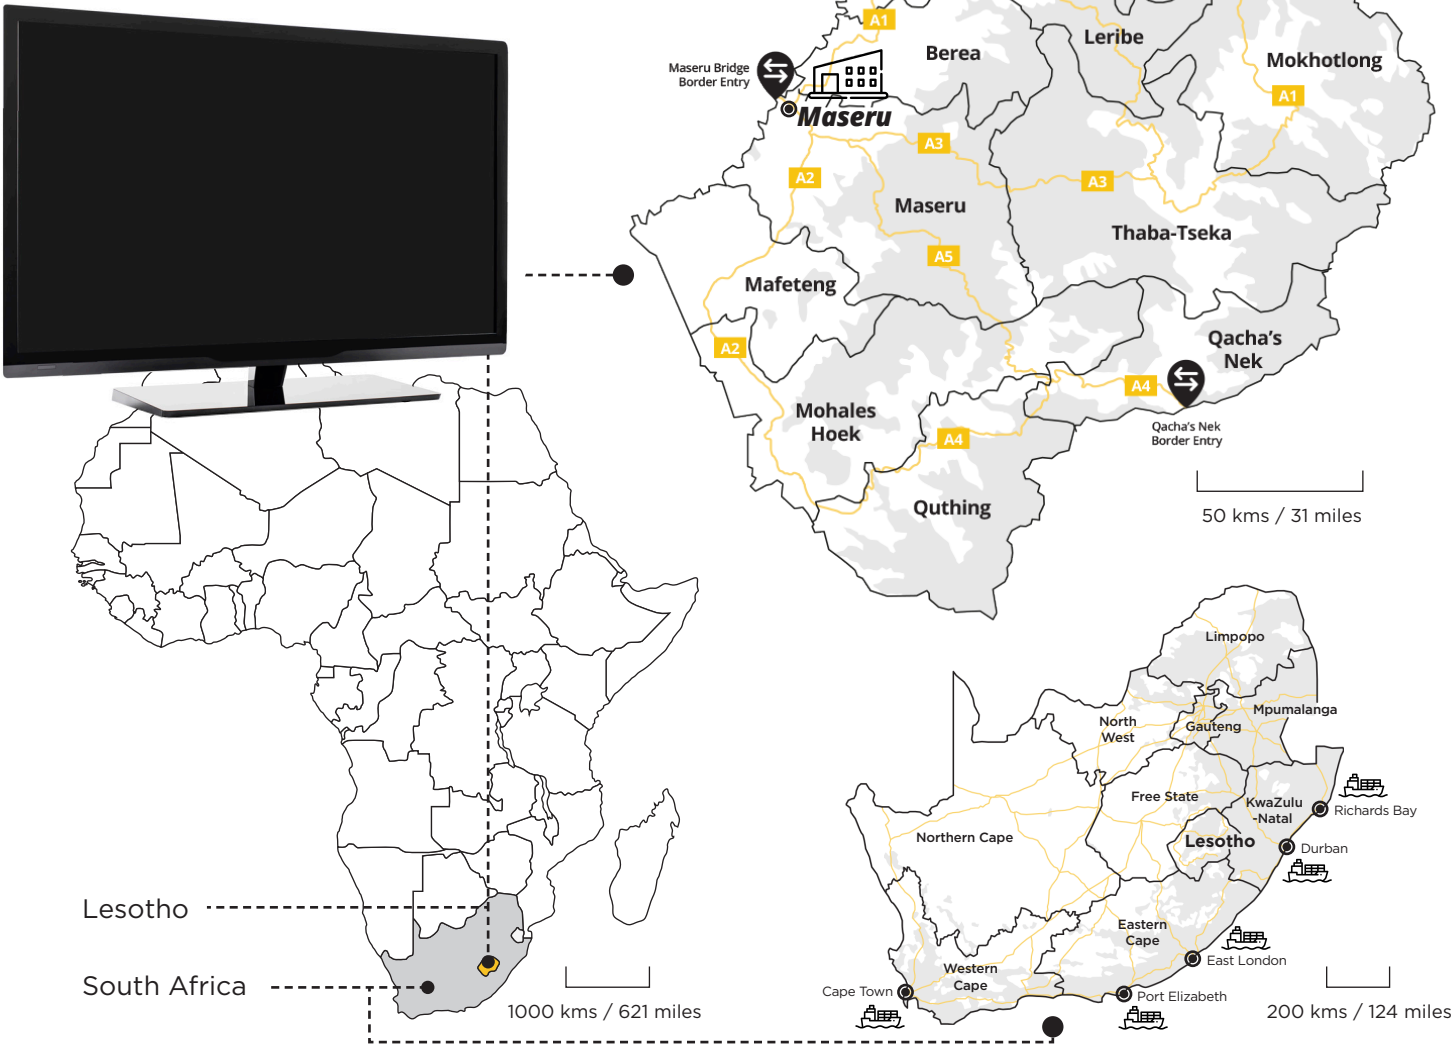 A1
Berea
Leribe
Mokhotlong
A1
Maseru Bridge
Border Entry
Maseru
A3
A2
A3
Maseru
Thaba-Tseka
A5
Mafeteng
A2
Qacha's
Nek
A4
Qacha's Nek
Border Entry
Mohales
Hoek
A4
Quthing
50 kms / 31 miles
Limpopo
Mpumalanga
North
West
Gauteng
Free State
KwaZulu
-Natal
Richards Bay
Northern Cape
Lesotho
Durban
Eastern
Cape
East London
Western
Cape
Cape Town
Port Elizabeth
200 kms / 124 miles
Lesotho
South Africa
1000 kms / 621 miles